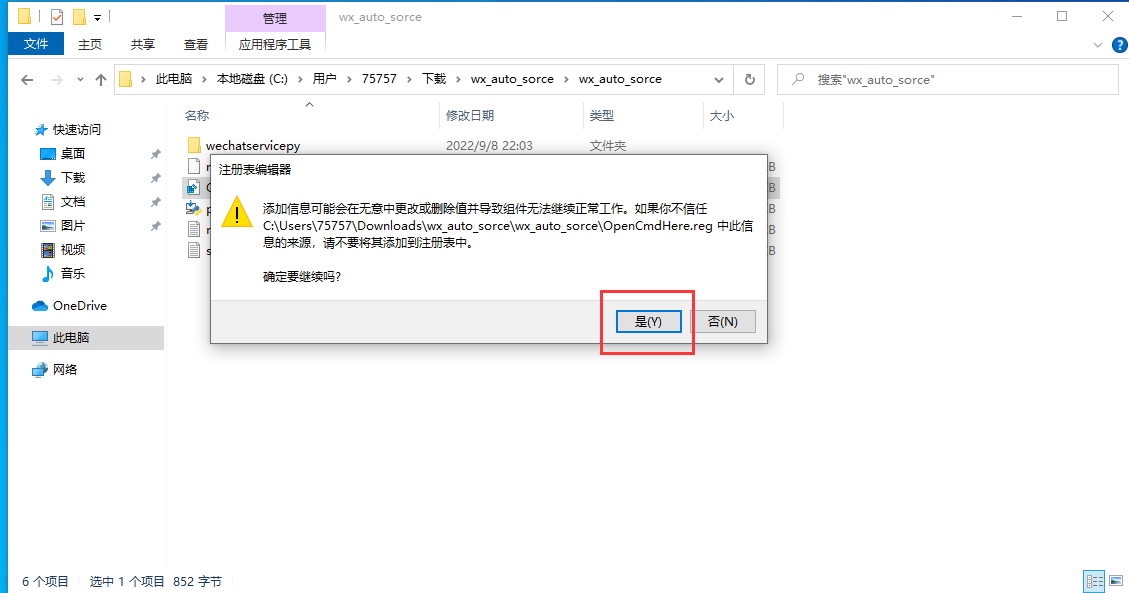 管理
wx_auto_sorce
文件 主页 共享 查看 应用程序工具
此电脑 本地磁盘 (C:) 用户 75757 下载 wx_auto_sorce wx_auto_sorce
搜索"wx_auto_sorce"
名称 修改日期 类型 大小
快速访问
桌面
下载
文档
图片
视频
音乐
OneDrive
此电脑
网络
wechatservicepy 2022/9/8 22:03 文件夹
注册表编辑器
添加信息可能会在无意中更改或删除值并导致组件无法继续正常工作。如果你不信任
C:\Users\75757\Downloads\wx_auto_sorce\wx_auto_sorce\OpenCmdHere.reg 中此信
息的来源，请不要将其添加到注册表中。
确定要继续吗?
是(Y) 否(N)
6 个项目 选中 1 个项目 852 字节